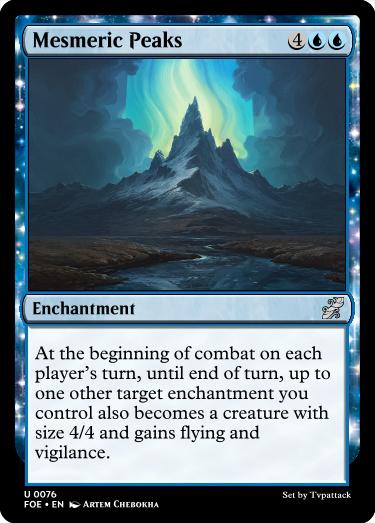 Mesmeric Peaks 4
Enchantment
At the beginning of combat on each
player's turn, until end of turn, up to
one other target enchantment you
control also becomes a creature with
size 4/4 and gains flying and
vigilance.
U 0076
FOE • EN Artem Chebokha
Set by Tvpattack